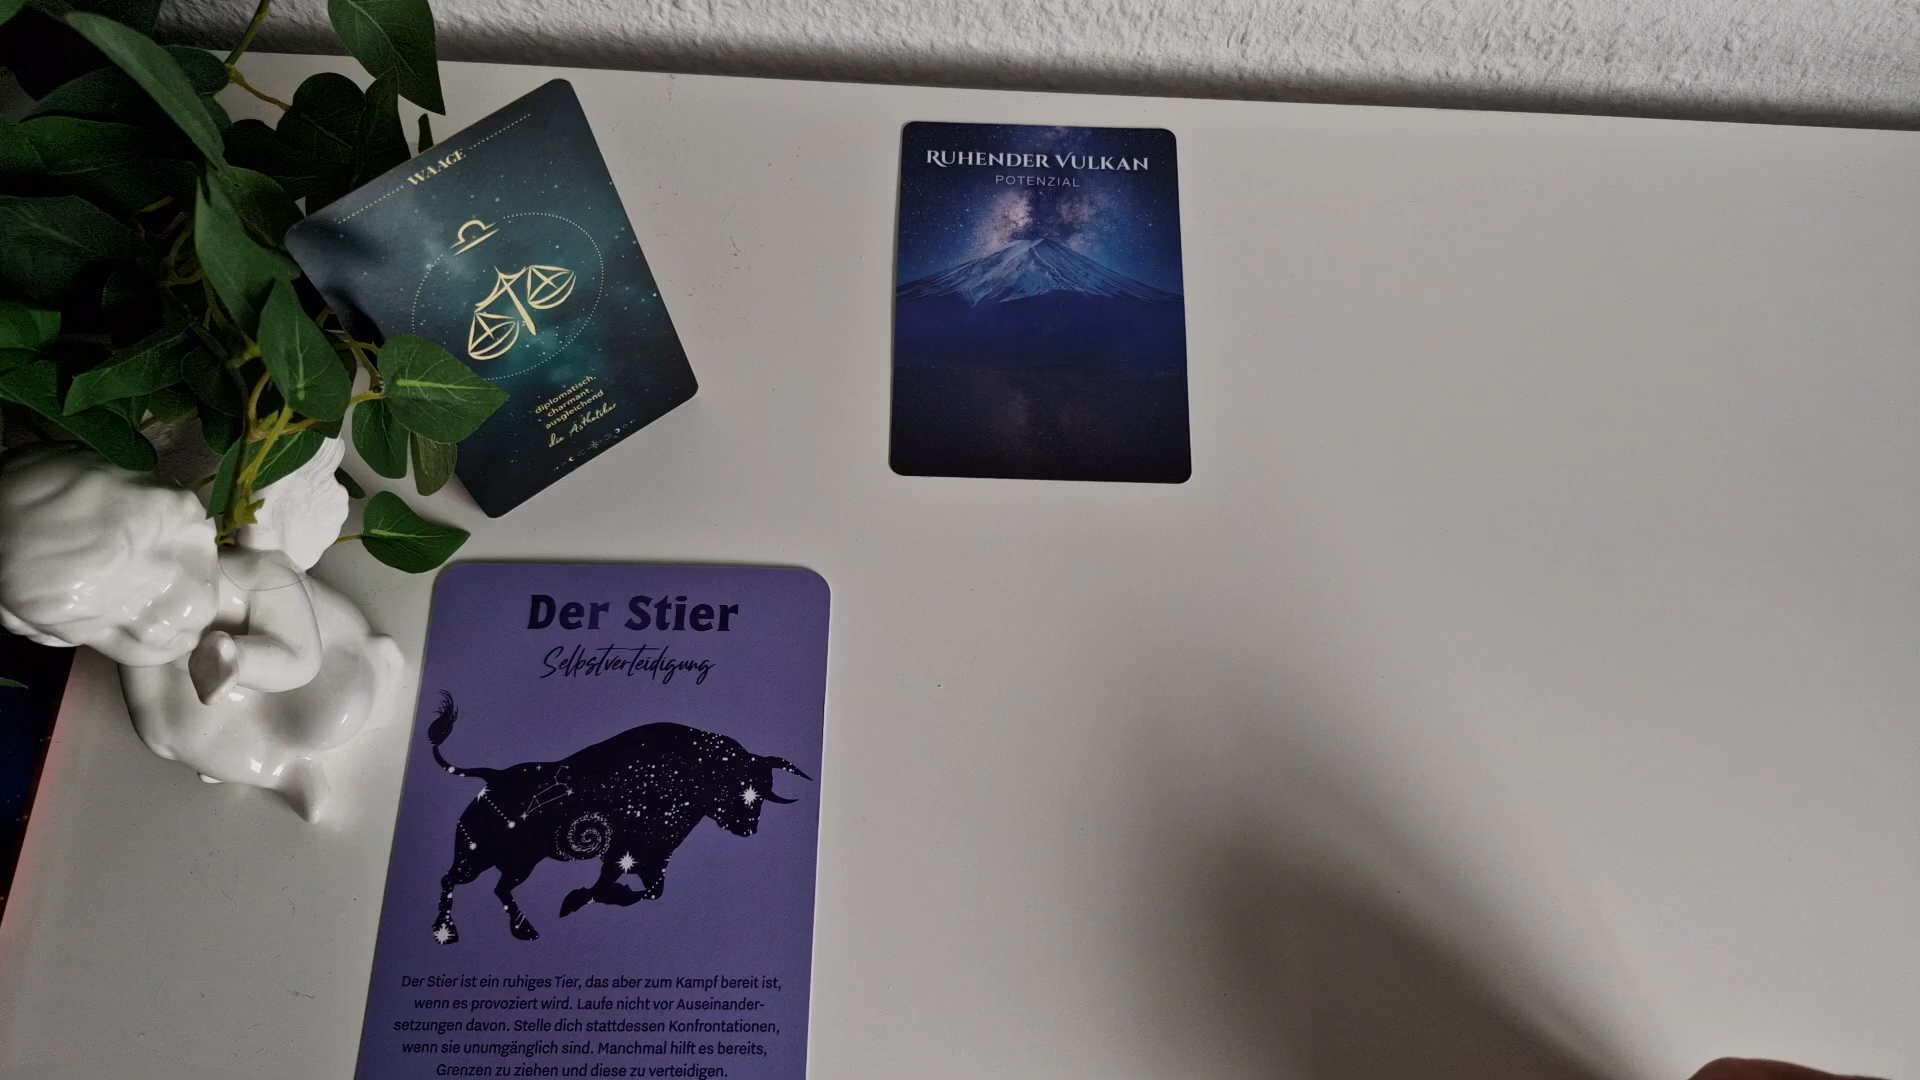 WAAGE
diplomatisch,
charmant,
ausgleichend
die Ästhetiker
RUHENDER VULKAN
POTENZIAL
Der Stier
Selbstverteidigung
Der Stier ist ein ruhiges Tier, das aber zum Kampf bereit ist,
wenn es provoziert wird. Laufe nicht vor Auseinander-
setzungen davon. Stelle dich stattdessen Konfrontationen,
wenn sie unumgänglich sind. Manchmal hilft es bereits,
Grenzen zu ziehen und diese zu verteidigen.